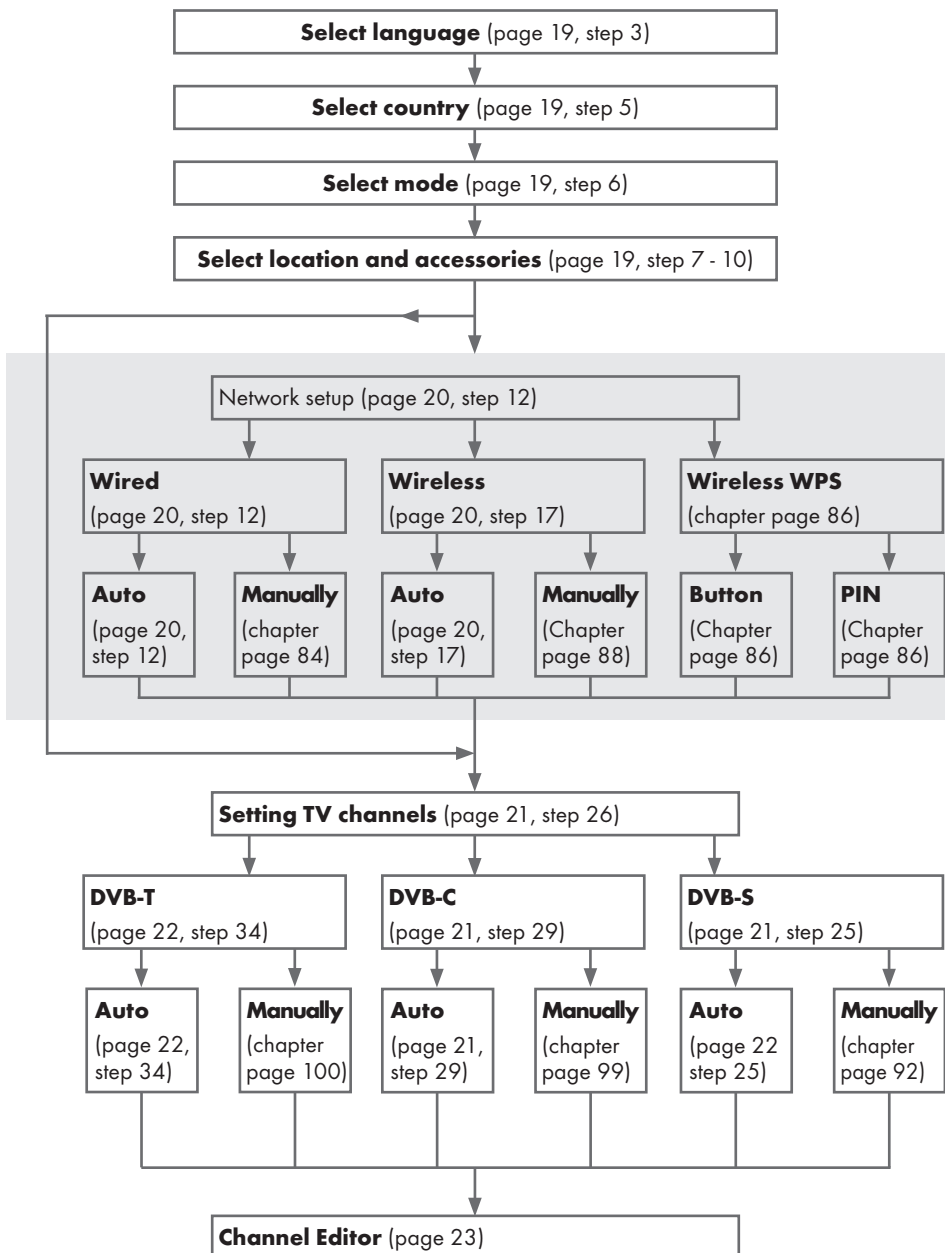 Select language (page 19, step 3)
Select country (page 19, step 5)
Select mode (page 19, step 6)
Select location and accessories (page 19, step 7 - 10)
Network setup (page 20, step 12)
Wired
(page 20, step 12)
Wireless
(page 20, step 17)
Wireless WPS
(chapter page 86)
Auto
(page 20,
step 12)
Manually
(chapter
page 84)
Auto
(page 20,
step 17)
Manually
(Chapter
page 88)
Button
(Chapter
page 86)
PIN
(Chapter
page 86)
Setting TV channels (page 21, step 26)
DVB-T
(page 22, step 34)
DVB-C
(page 21, step 29)
DVB-S
(page 21, step 25)
Auto
(page 22,
step 34)
Manually
(chapter
page 100)
Auto
(page 21,
step 29)
Manually
(chapter
page 99)
Auto
(page 22
step 25)
Manually
(chapter
page 92)
Channel Editor (page 23)